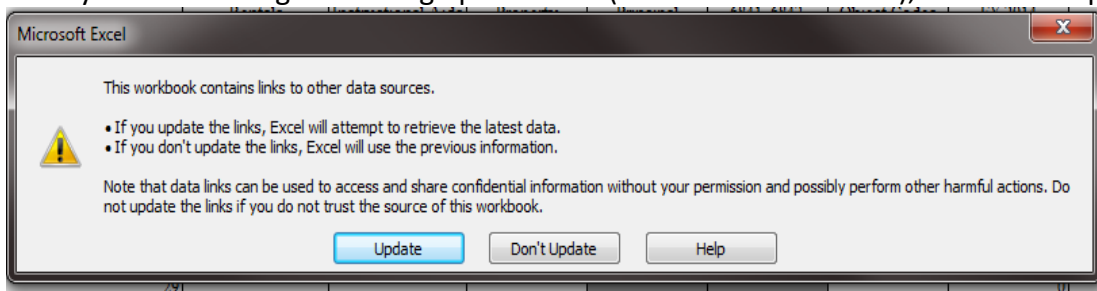 Microsoft Excel
This workbook contains links to other data sources.
• If you update the links, Excel will attempt to retrieve the latest data.
• If you don't update the links, Excel will use the previous information.
Note that data links can be used to access and share confidential information without your permission and possibly perform other harmful actions. Do
not update the links if you do not trust the source of this workbook.
Update Don't Update Help